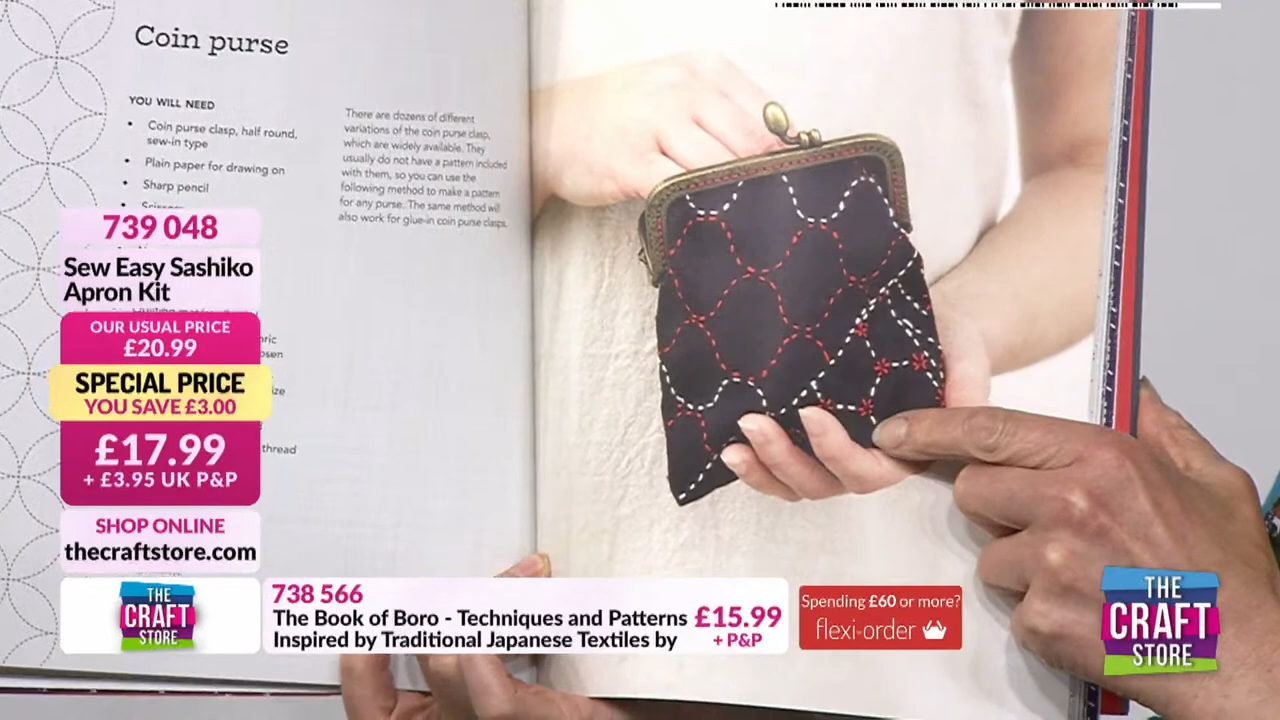 Coin purse
YOU WILL NEED
• Coin purse clasp, half round,
sew-in type
• Plain paper for drawing on
• Sharp pencil
There are dozens of different
variations of the coin purse clasp,
which are widely available. They
usually do not have a pattern included
with them, so you can use the
following method to make a pattern
for any purse. The same method will
also work for glue-in coin purse clasps.
thread
739 048
Sew Easy Sashiko
Apron Kit
OUR USUAL PRICE
£20.99
SPECIAL PRICE
YOU SAVE £3.00
£17.99
+ £3.95 UK P&P
SHOP ONLINE
thecraftstore.com
THE
CRAFT
STORE
738 566
The Book of Boro - Techniques and Patterns
Inspired by Traditional Japanese Textiles by
£15.99
+ P&P
Spending £60 or more?
flexi-order
THE
CRAFT
STORE